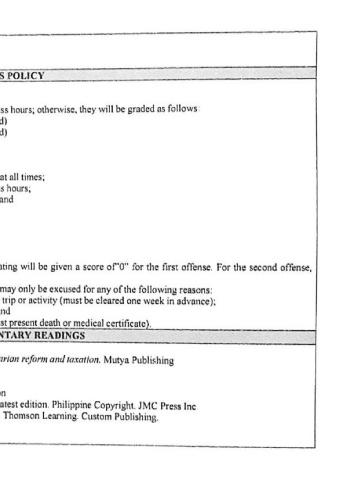 S POLICY
ss hours; otherwise, they will be graded as follows
d)
d)
at all times;
s hours;
and
ating will be given a score of"0" for the first offense. For the second offense,
may only be excused for any of the following reasons:
trip or activity (must be cleared one week in advance);
nd
st present death or medical certificate).
NTARY READINGS
arian reform and taxation. Mutya Publishing
on
atest edition. Philippine Copyright. JMC Press Inc
Thomson Learning. Custom Publishing.